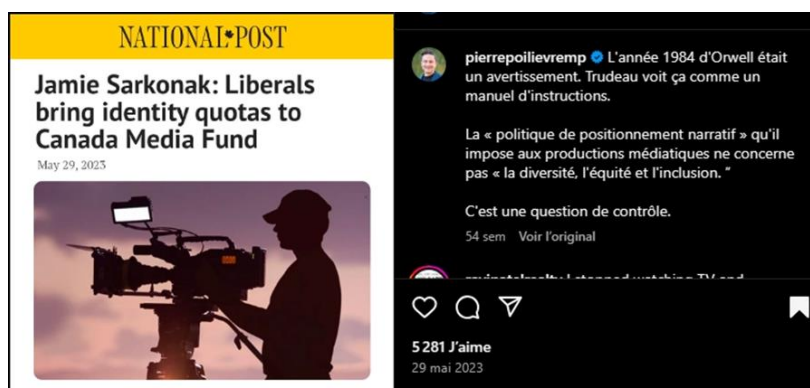 NATIONAL POST
Jamie Sarkonak: Liberals
bring identity quotas to
Canada Media Fund
May 29, 2023
pierrepoilievremp L'année 1984 d'Orwell était
un avertissement. Trudeau voit ça comme un
manuel d'instructions.
La « politique de positionnement narratif » qu'il
impose aux productions médiatiques ne concerne
pas « la diversité, l'équité et l'inclusion. "
C'est une question de contrôle.
54 sem Voir l'original
I stopped watching TV and
5 281 J'aime
29 mai 2023